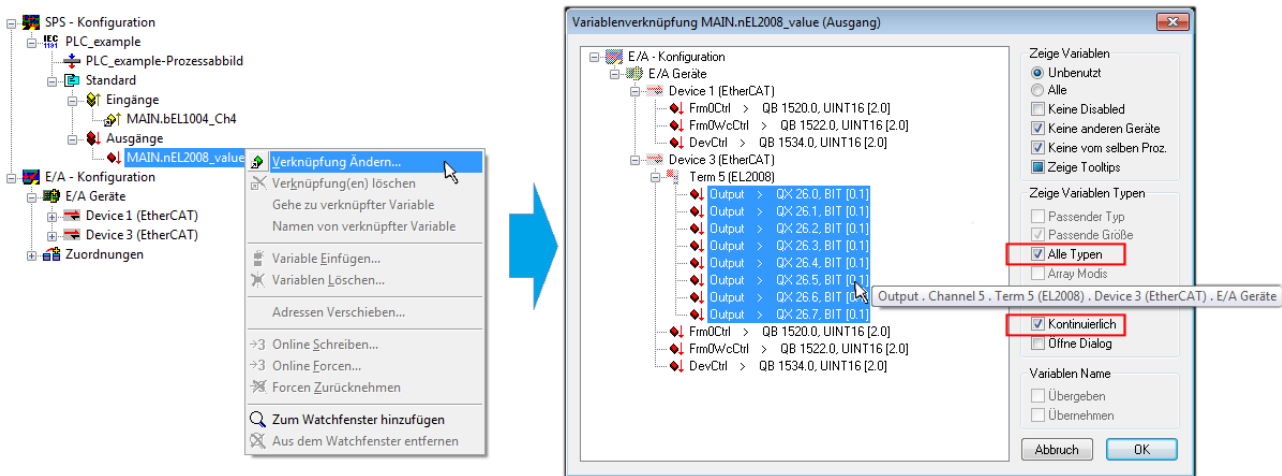 SPS - Konfiguration
IEC 1131 PLC_example
PLC_example-Prozessabbild
Standard
Eingänge
MAIN.bEL1004_Ch4
Ausgänge
MAIN.nEL2008_value
E/A - Konfiguration
E/A Geräte
Device 1 (EtherCAT)
Device 3 (EtherCAT)
Zuordnungen
Verknüpfung Ändern...
Verknüpfung(en) löschen
Gehe zu verknüpfter Variable
Namen von verknüpfter Variable
Variable Einfügen...
Variablen Löschen...
Adressen Verschieben...
Online Schreiben...
Online Forcen...
Forcen Zurücknehmen
Zum Watchfenster hinzufügen
Aus dem Watchfenster entfernen
Variablenverknüpfung MAIN.nEL2008_value (Ausgang)
E/A - Konfiguration
E/A Geräte
Device 1 (EtherCAT)
Frm0Ctrl > QB 1520.0, UINT16 [2.0]
Frm0WcCtrl > QB 1522.0, UINT16 [2.0]
DevCtrl > QB 1534.0, UINT16 [2.0]
Device 3 (EtherCAT)
Term 5 (EL2008)
Output > QX 26.0, BIT [0.1]
Output > QX 26.1, BIT [0.1]
Output > QX 26.2, BIT [0.1]
Output > QX 26.3, BIT [0.1]
Output > QX 26.4, BIT [0.1]
Output > QX 26.5, BIT [0.1]
Output > QX 26.6, BIT [0.1]
Output > QX 26.7, BIT [0.1]
Frm0Ctrl > QB 1520.0, UINT16 [2.0]
Frm0WcCtrl > QB 1522.0, UINT16 [2.0]
DevCtrl > QB 1534.0, UINT16 [2.0]
Output . Channel 5 . Term 5 (EL2008) . Device 3 (EtherCAT) . E/A Geräte
Zeige Variablen
Unbenutzt
Alle
Keine Disabled
Keine anderen Geräte
Keine vom selben Proz.
Zeige Tooltips
Zeige Variablen Typen
Passender Typ
Passende Größe
Alle Typen
Array Modis
Kontinuierlich
Öffne Dialog
Variablen Name
Übergeben
Übernehmen
Abbruch
OK